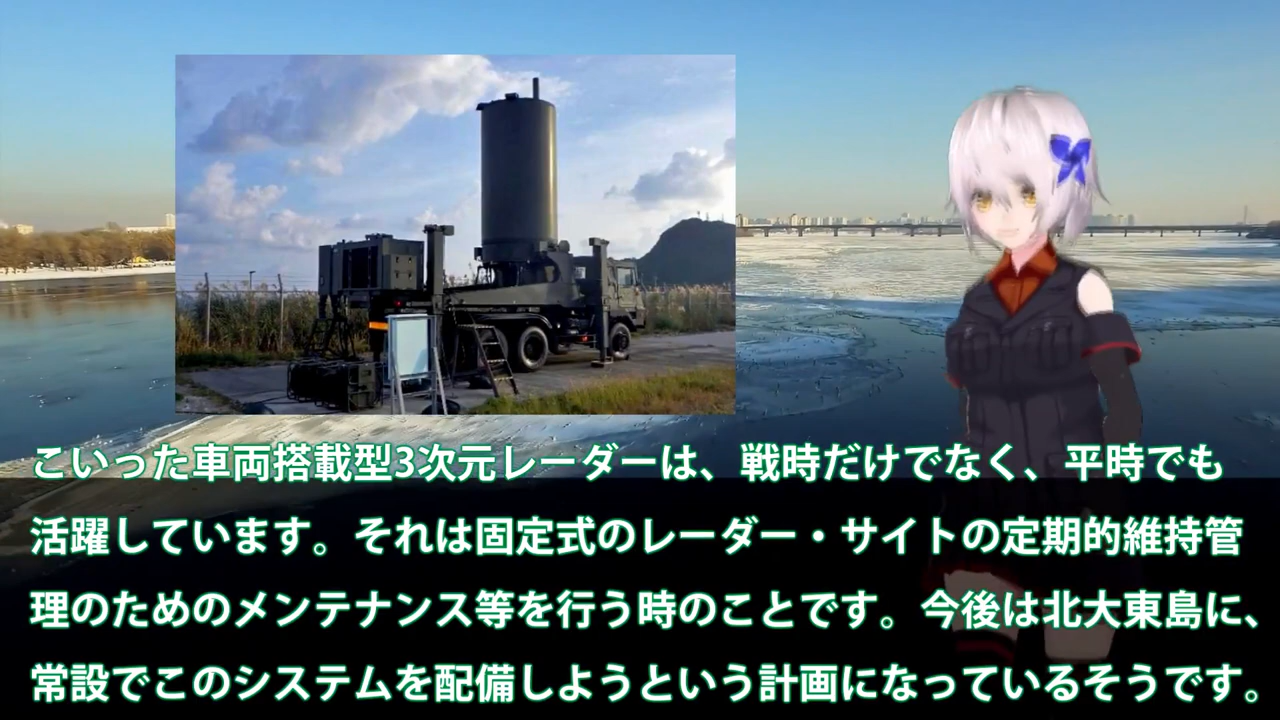 こいった車両搭載型3次元レーダーは、戦時だけでなく、平時でも
活躍しています。それは固定式のレーダー・サイトの定期的維持管
理のためのメンテナンス等を行う時のことです。今後は北大東島に、
常設でこのシステムを配備しようという計画になっているそうです。